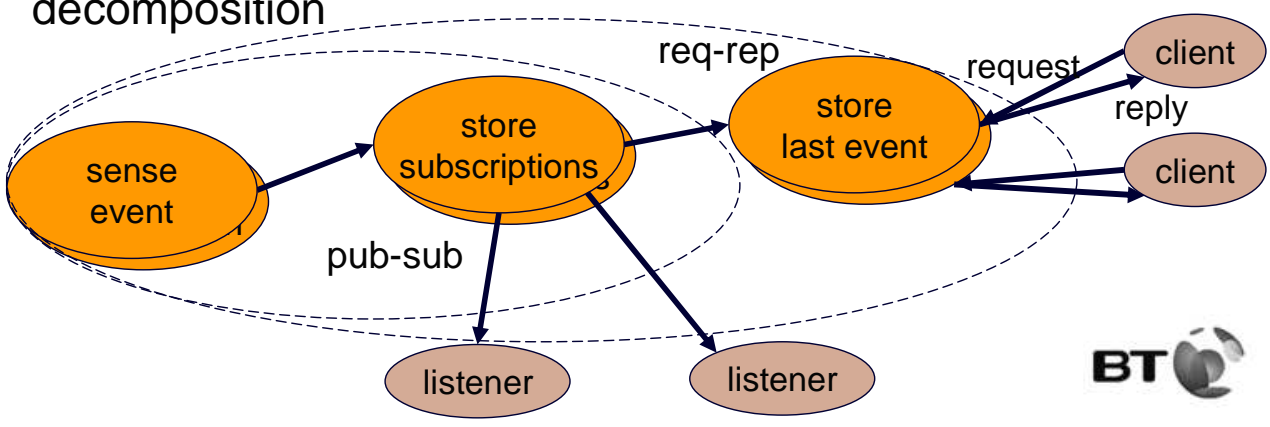 decomposition
req-rep
request
client
reply
store
last event
store
subscriptions
sense
event
client
pub-sub
listener
listener
BT